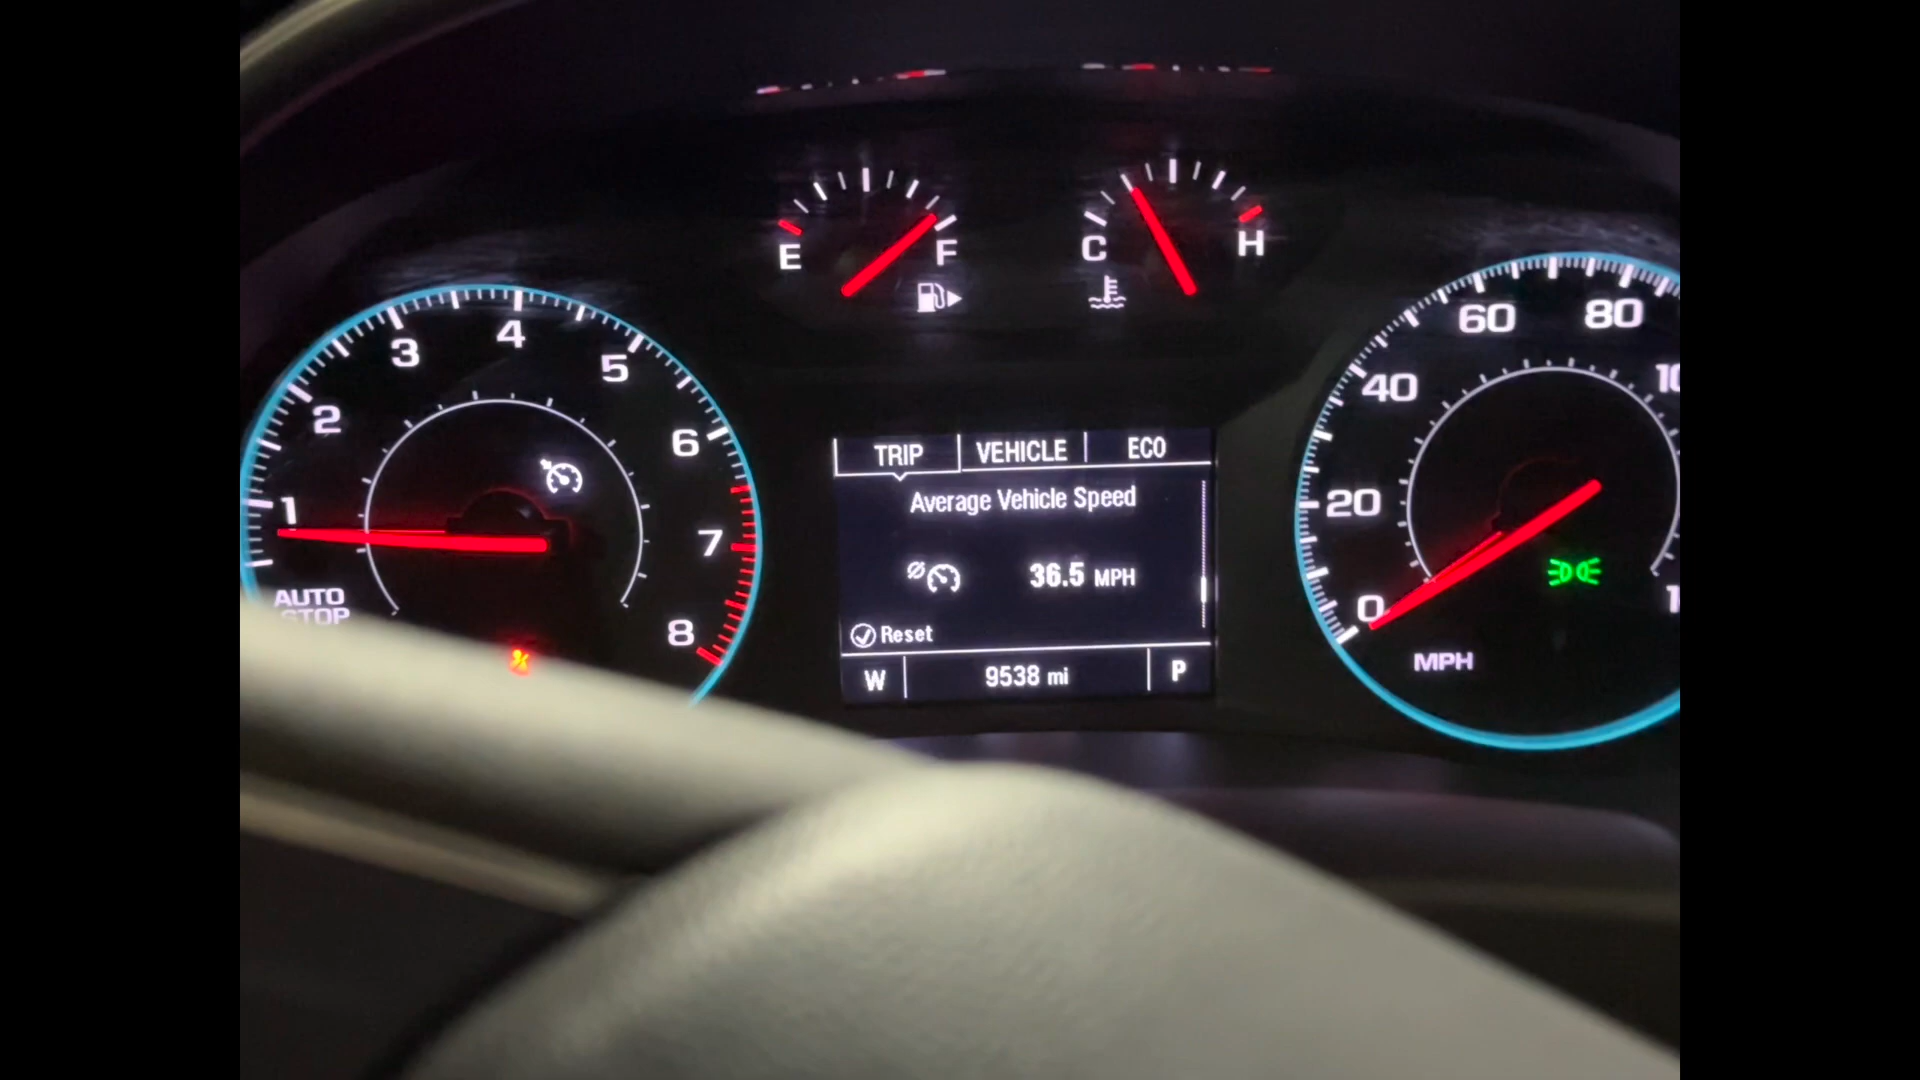 E F
C H
1 2 3 4 5 6 7 8
AUTO
STOP
TRIP VEHICLE ECO
Average Vehicle Speed
36.5 MPH
Reset
W 9538 mi P
0 20 40 60 80
MPH